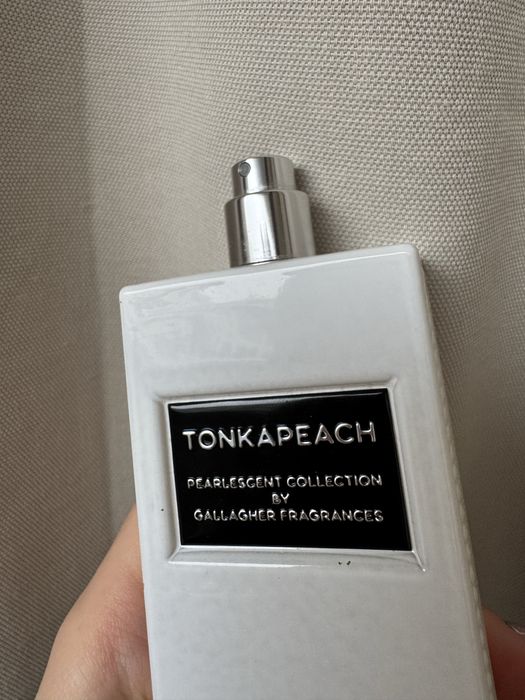 TONKAPEACH
PEARLESCENT COLLECTION
BY
GALLAGHER FRAGRANCES